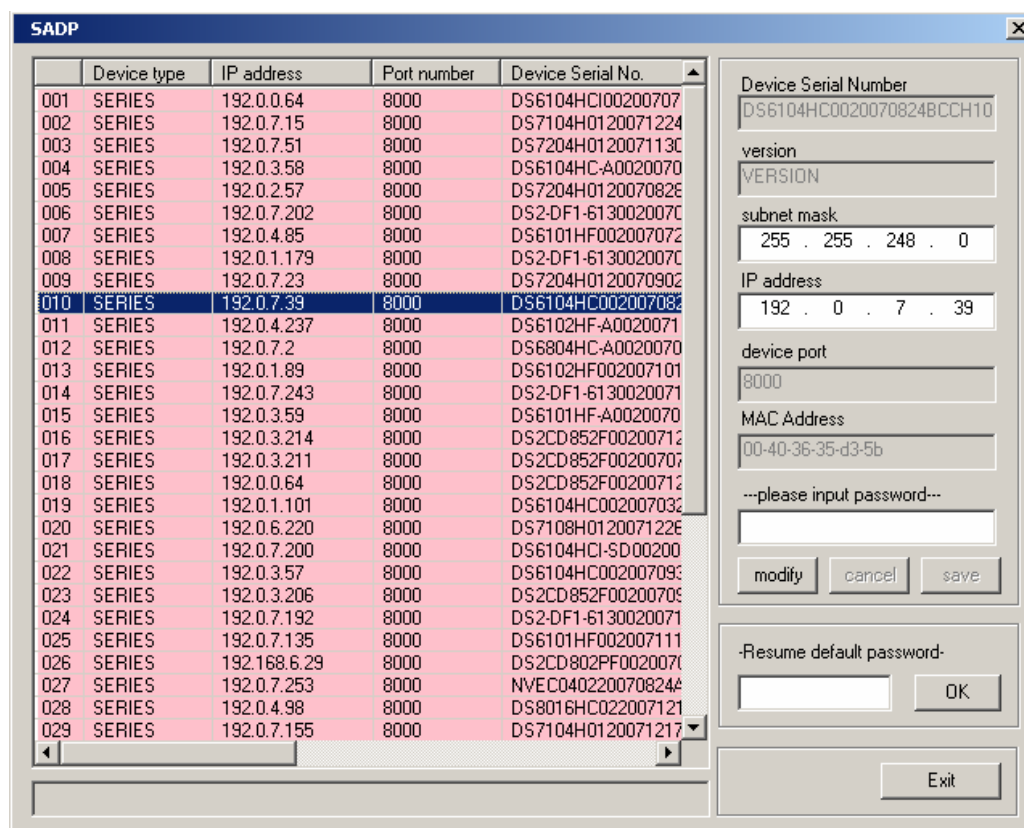 SADP
Device type IP address Port number Device Serial No.
001 SERIES 192.0.0.64 8000 DS6104HCI00200707
002 SERIES 192.0.7.15 8000 DS7104H0120071224
003 SERIES 192.0.7.51 8000 DS7204H012007113
004 SERIES 192.0.3.58 8000 DS6104HC-A0020070
005 SERIES 192.0.2.57 8000 DS7204H012007082
006 SERIES 192.0.7.202 8000 DS2-DF1-613002007
007 SERIES 192.0.4.85 8000 DS6101HF002007072
008 SERIES 192.0.1.179 8000 DS2-DF1-613002007
009 SERIES 192.0.7.23 8000 DS7204H0120070902
010 SERIES 192.0.7.39 8000 DS6104HC002007082
011 SERIES 192.0.4.237 8000 DS6102HF-A0020071
012 SERIES 192.0.7.2 8000 DS6804HC-A0020070
013 SERIES 192.0.1.89 8000 DS6102HF002007101
014 SERIES 192.0.7.243 8000 DS2-DF1-6130020071
015 SERIES 192.0.3.59 8000 DS6101HF-A0020070
016 SERIES 192.0.3.214 8000 DS2CD852F00200712
017 SERIES 192.0.3.211 8000 DS2CD852F00200707
018 SERIES 192.0.0.64 8000 DS2CD852F00200712
019 SERIES 192.0.1.101 8000 DS6104HC002007032
020 SERIES 192.0.6.220 8000 DS7108H012007122
021 SERIES 192.0.7.200 8000 DS6104HCI-SD00200
022 SERIES 192.0.3.57 8000 DS6104HC002007093
023 SERIES 192.0.3.206 8000 DS2CD852F0020070
024 SERIES 192.0.7.192 8000 DS2-DF1-6130020071
025 SERIES 192.0.7.135 8000 DS6101HF002007111
026 SERIES 192.168.6.29 8000 DS2CD802PF002007
027 SERIES 192.0.7.253 8000 NVEC040220070824
028 SERIES 192.0.4.98 8000 DS8016HC022007121
029 SERIES 192.0.7.155 8000 DS7104H0120071217
Device Serial Number
DS6104HC0020070824BCCH10
version
VERSION
subnet mask
255 . 255 . 248 . 0
IP address
192 . 0 . 7 . 39
device port
8000
MAC Address
00-40-36-35-d3-5b
---please input password---
modify cancel save
-Resume default password-
OK
Exit